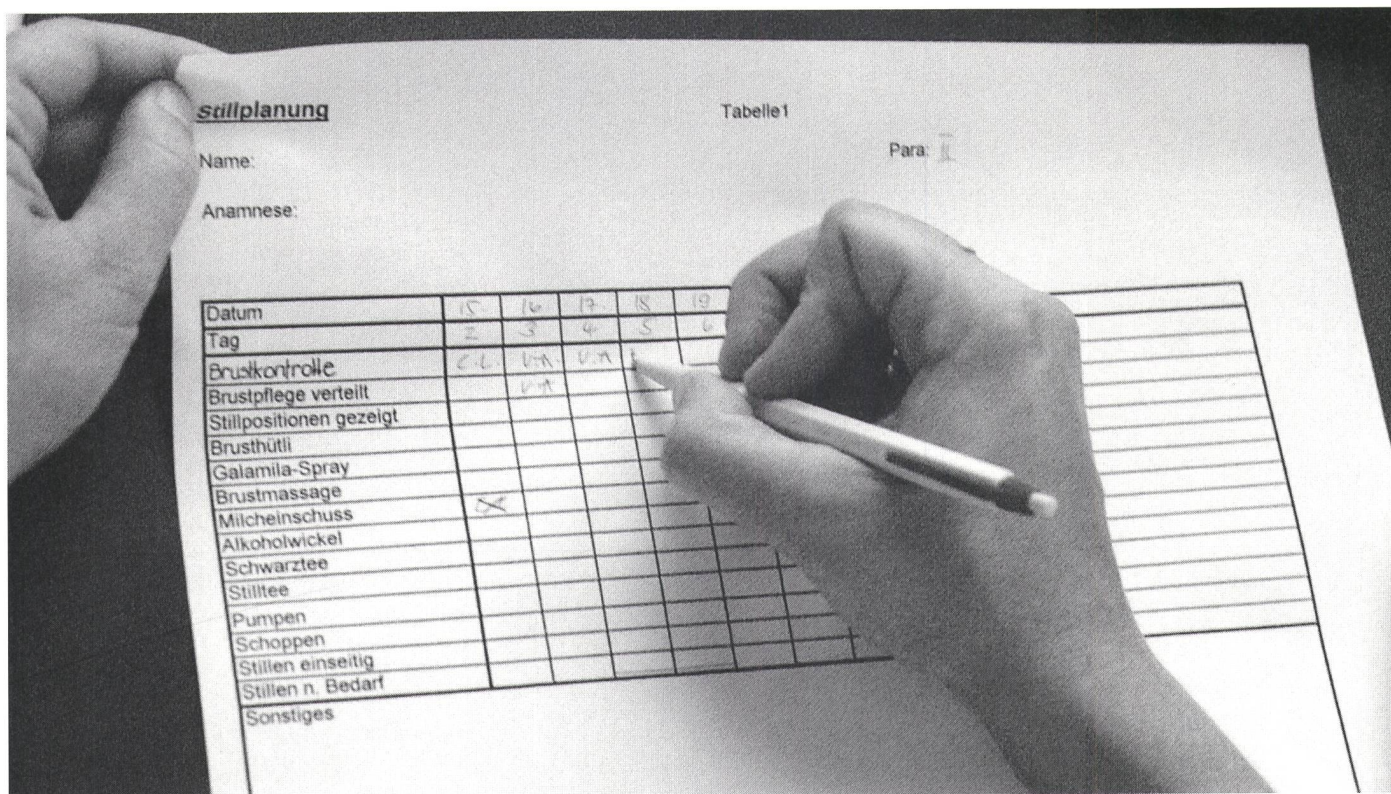 Stillplanung Tabelle1
Name: Para: II
Anamnese:
Datum 15. 16 17. 18 19
Tag 2 3 4 5 6
Brustkontrolle C.L. V.A. V.A
Brustpflege verteilt V.A
Stillpositionen gezeigt
Brusthütli
Galamila-Spray
Brustmassage
Milcheinschuss
Alkoholwickel
Schwarztee
Stilltee
Pumpen
Schoppen
Stillen einseitig
Stillen n. Bedarf
Sonstiges